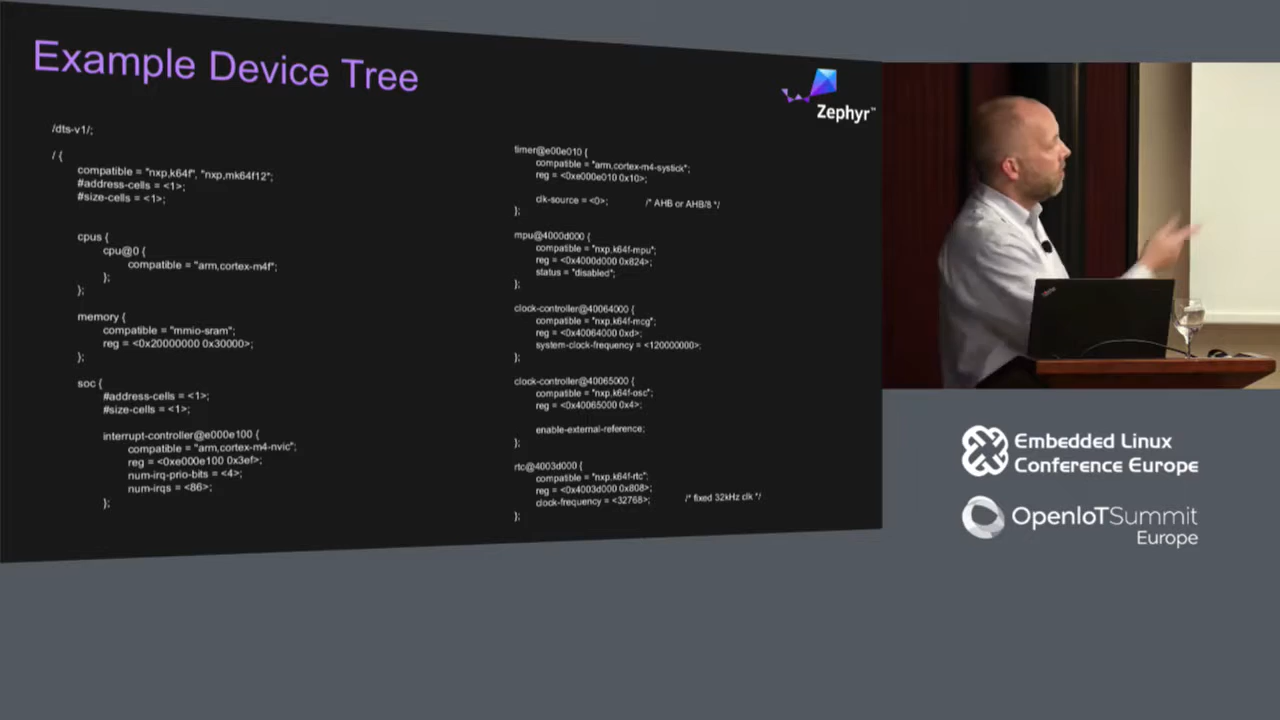 Example Device Tree
Zephyr™
/dts-v1/;
/ {
compatible = "nxp,k64f", "nxp,mk64f12";
#address-cells = <1>;
#size-cells = <1>;
cpus {
cpu@0 {
compatible = "arm,cortex-m4f";
};
};
memory {
compatible = "mmio-sram";
reg = <0x20000000 0x30000>;
};
soc {
#address-cells = <1>;
#size-cells = <1>;
interrupt-controller@e000e100 {
compatible = "arm,cortex-m4-nvic";
reg = <0xe000e100 0x3ef>;
num-irq-prio-bits = <4>;
num-irqs = <86>;
};
timer@e00e010 {
compatible = "arm,cortex-m4-systick";
reg = <0xe000e010 0x10>;
clk-source = <0>; /* AHB or AHB/8 */
};
mpu@4000d000 {
compatible = "nxp,k64f-mpu";
reg = <0x4000d000 0x824>;
status = "disabled";
};
clock-controller@40064000 {
compatible = "nxp,k64f-mcg";
reg = <0x40064000 0xd>;
system-clock-frequency = <120000000>;
};
clock-controller@40065000 {
compatible = "nxp,k64f-osc";
reg = <0x40065000 0x4>;
enable-external-reference;
};
rtc@4003d000 {
compatible = "nxp,k64f-rtc";
reg = <0x4003d000 0x808>;
clock-frequency = <32768>; /* fixed 32kHz clk */
};
Embedded Linux
Conference Europe
OpenIoTSummit
Europe